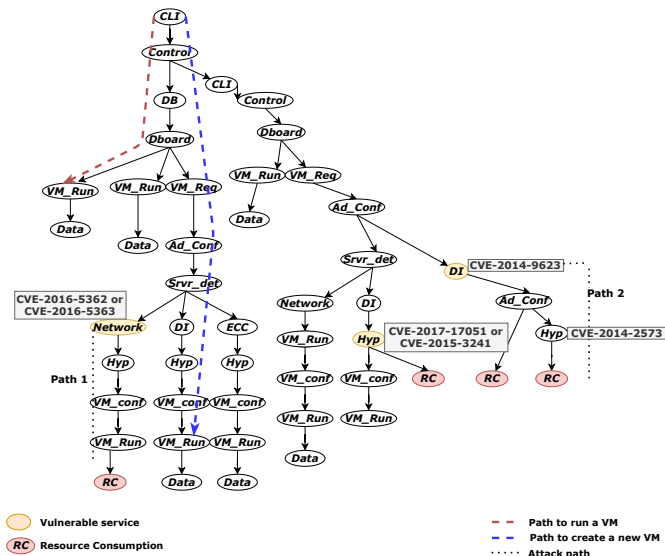 CLI
Control
CLI
DB
Control
Dboard
Dboard
VM_Run
VM_Run
VM_Req
VM_Run
VM_Req
Data
Data
Data
Ad_Conf
Ad_Conf
Srvr_det
Srvr_det
DI
CVE-2014-9623
Path 2
CVE-2016-5362 or
CVE-2016-5363
Network
DI
ECC
Network
DI
Ad_Conf
VM_Run
Hyp
CVE-2017-17051 or
CVE-2015-3241
Hyp
CVE-2014-2573
Path 1
Hyp
Hyp
Hyp
VM_conf
VM_conf
RC
RC
RC
VM_conf
VM_conf
VM_conf
VM_Run
VM_Run
VM_Run
VM_Run
VM_Run
Data
RC
Data
Data
Vulnerable service
RC
Resource Consumption
Path to run a VM
Path to create a new VM
Attack path